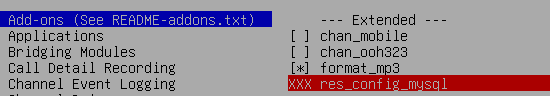 Add-ons (See README-addons.txt)    --- Extended ---
Applications    [ ] chan_mobile
Bridging Modules    [ ] chan_ooh323
Call Detail Recording    [*] format_mp3
Channel Event Logging    XXX res_config_mysql